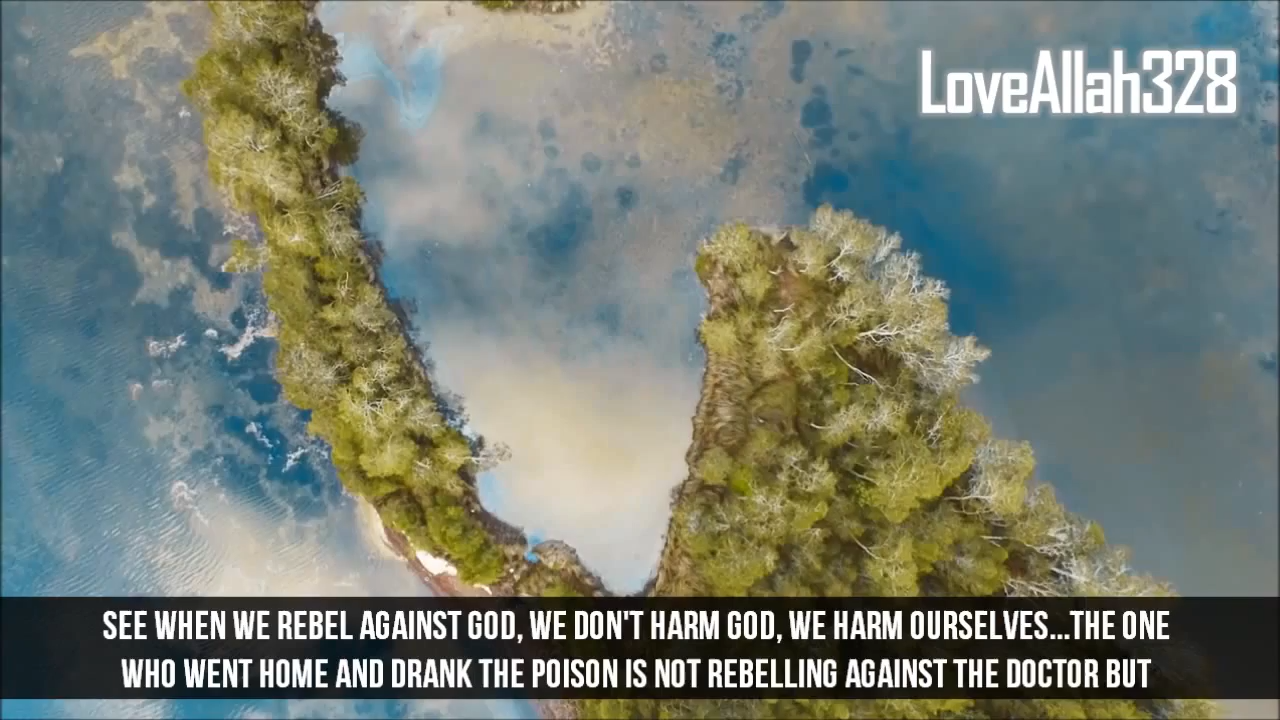 LoveAllah328
SEE WHEN WE REBEL AGAINST GOD, WE DON'T HARM GOD, WE HARM OURSELVES...THE ONE
WHO WENT HOME AND DRANK THE POISON IS NOT REBELLING AGAINST THE DOCTOR BUT